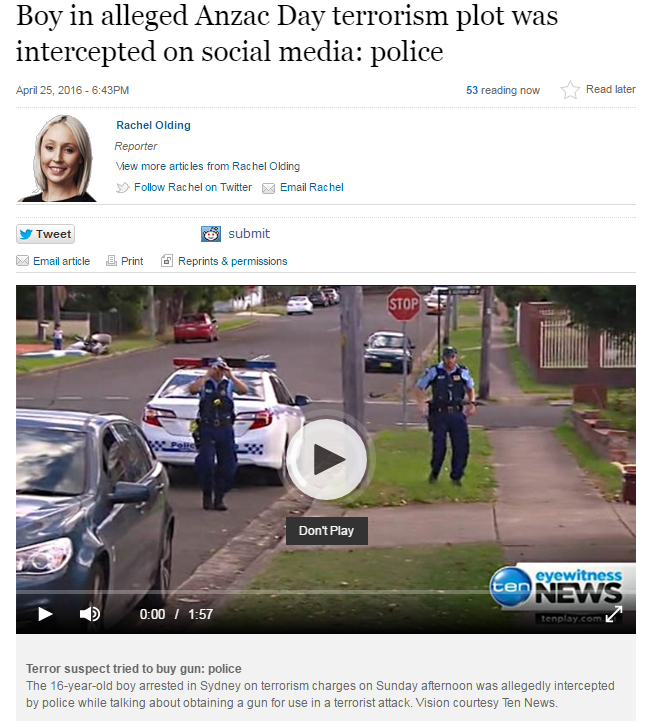 Boy in alleged Anzac Day terrorism plot was
intercepted on social media: police
April 25, 2016 - 6:43PM
53 reading now
Read later
Rachel Olding
Reporter
View more articles from Rachel Olding
Follow Rachel on Twitter
Email Rachel
Tweet
submit
Email article
Print
Reprints & permissions
STOP
Police
Don't Play
ten
eyewitness
NEWS
tenplay.com
0:00 / 1:57
Terror suspect tried to buy gun: police
The 16-year-old boy arrested in Sydney on terrorism charges on Sunday afternoon was allegedly intercepted
by police while talking about obtaining a gun for use in a terrorist attack. Vision courtesy Ten News.